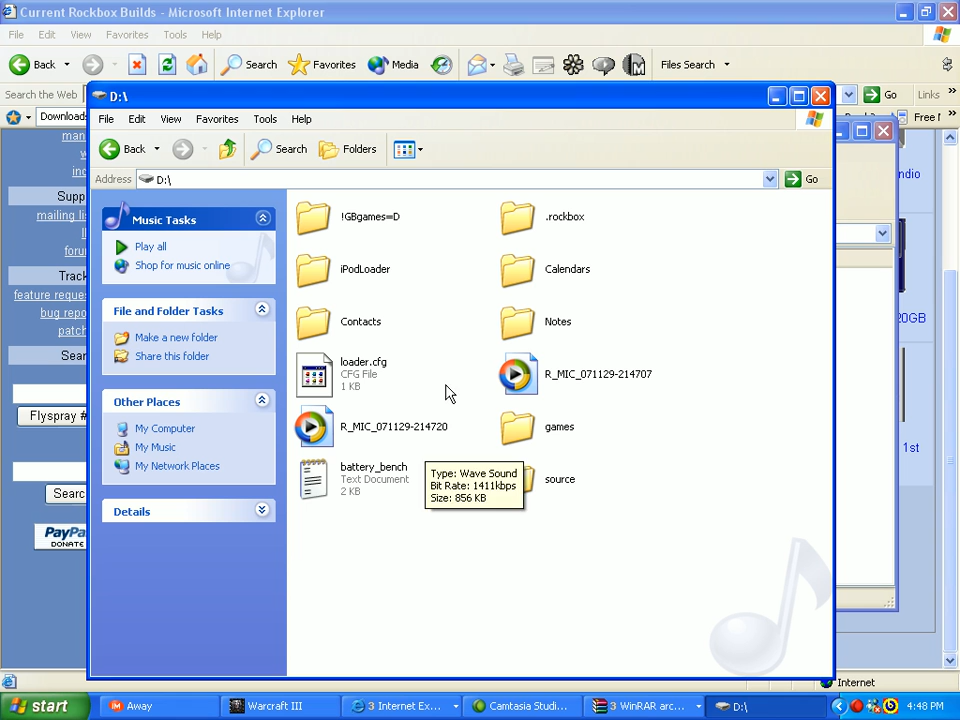 Current Rockbox Builds - Microsoft Internet Explorer
File Edit View Favorites Tools Help
Back Search Favorites Media Files Search
Search the Web Go Links
Download D:\ Free
File Edit View Favorites Tools Help
Back Search Folders
Address D:\ Go
Music Tasks
Play all
Shop for music online
File and Folder Tasks
Make a new folder
Share this folder
Other Places
My Computer
My Music
My Network Places
Details
!GBgames=D
.rockbox
iPodLoader
Calendars
Contacts
Notes
loader.cfg
CFG File
1 KB
R_MIC_071129-214707
R_MIC_071129-214720
games
battery_bench
Text Document
2 KB
source
Type: Wave Sound
Bit Rate: 1411kbps
Size: 856 KB
man
Supp
mailing li
foru
Track
feature reque
bug repo
patch
Sear
Flyspray #
Searc
PayPa
DONATE
ndio
20GB
1st
Internet
start Away Warcraft III 3 Internet Ex... Camtasia Studi... 3 WinRAR arc... D:\ 4:48 PM